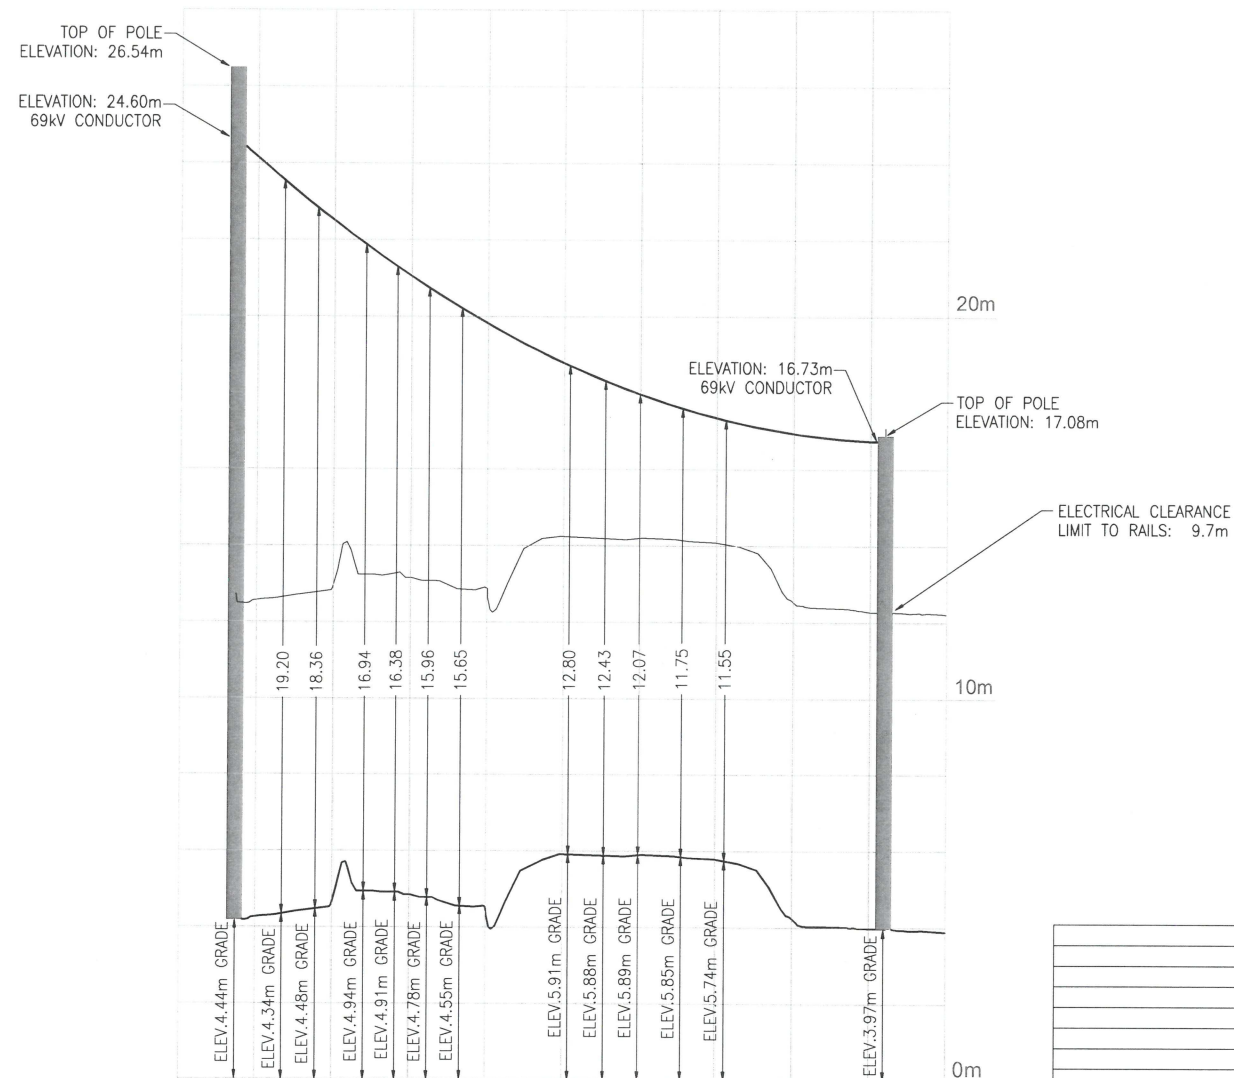 TOP OF POLE
ELEVATION: 26.54m
ELEVATION: 24.60m
69kV CONDUCTOR
20m
ELEVATION: 16.73m
69kV CONDUCTOR
TOP OF POLE
ELEVATION: 17.08m
ELECTRICAL CLEARANCE
LIMIT TO RAILS: 9.7m
19.20
18.36
16.94
16.38
15.96
15.65
12.80
12.43
12.07
11.75
11.55
10m
ELEV.4.44m GRADE
ELEV.4.34m GRADE
ELEV.4.48m GRADE
ELEV.4.94m GRADE
ELEV.4.91m GRADE
ELEV.4.78m GRADE
ELEV.4.55m GRADE
ELEV.5.91m GRADE
ELEV.5.88m GRADE
ELEV.5.89m GRADE
ELEV.5.85m GRADE
ELEV.5.74m GRADE
ELEV.3.97m GRADE
0m